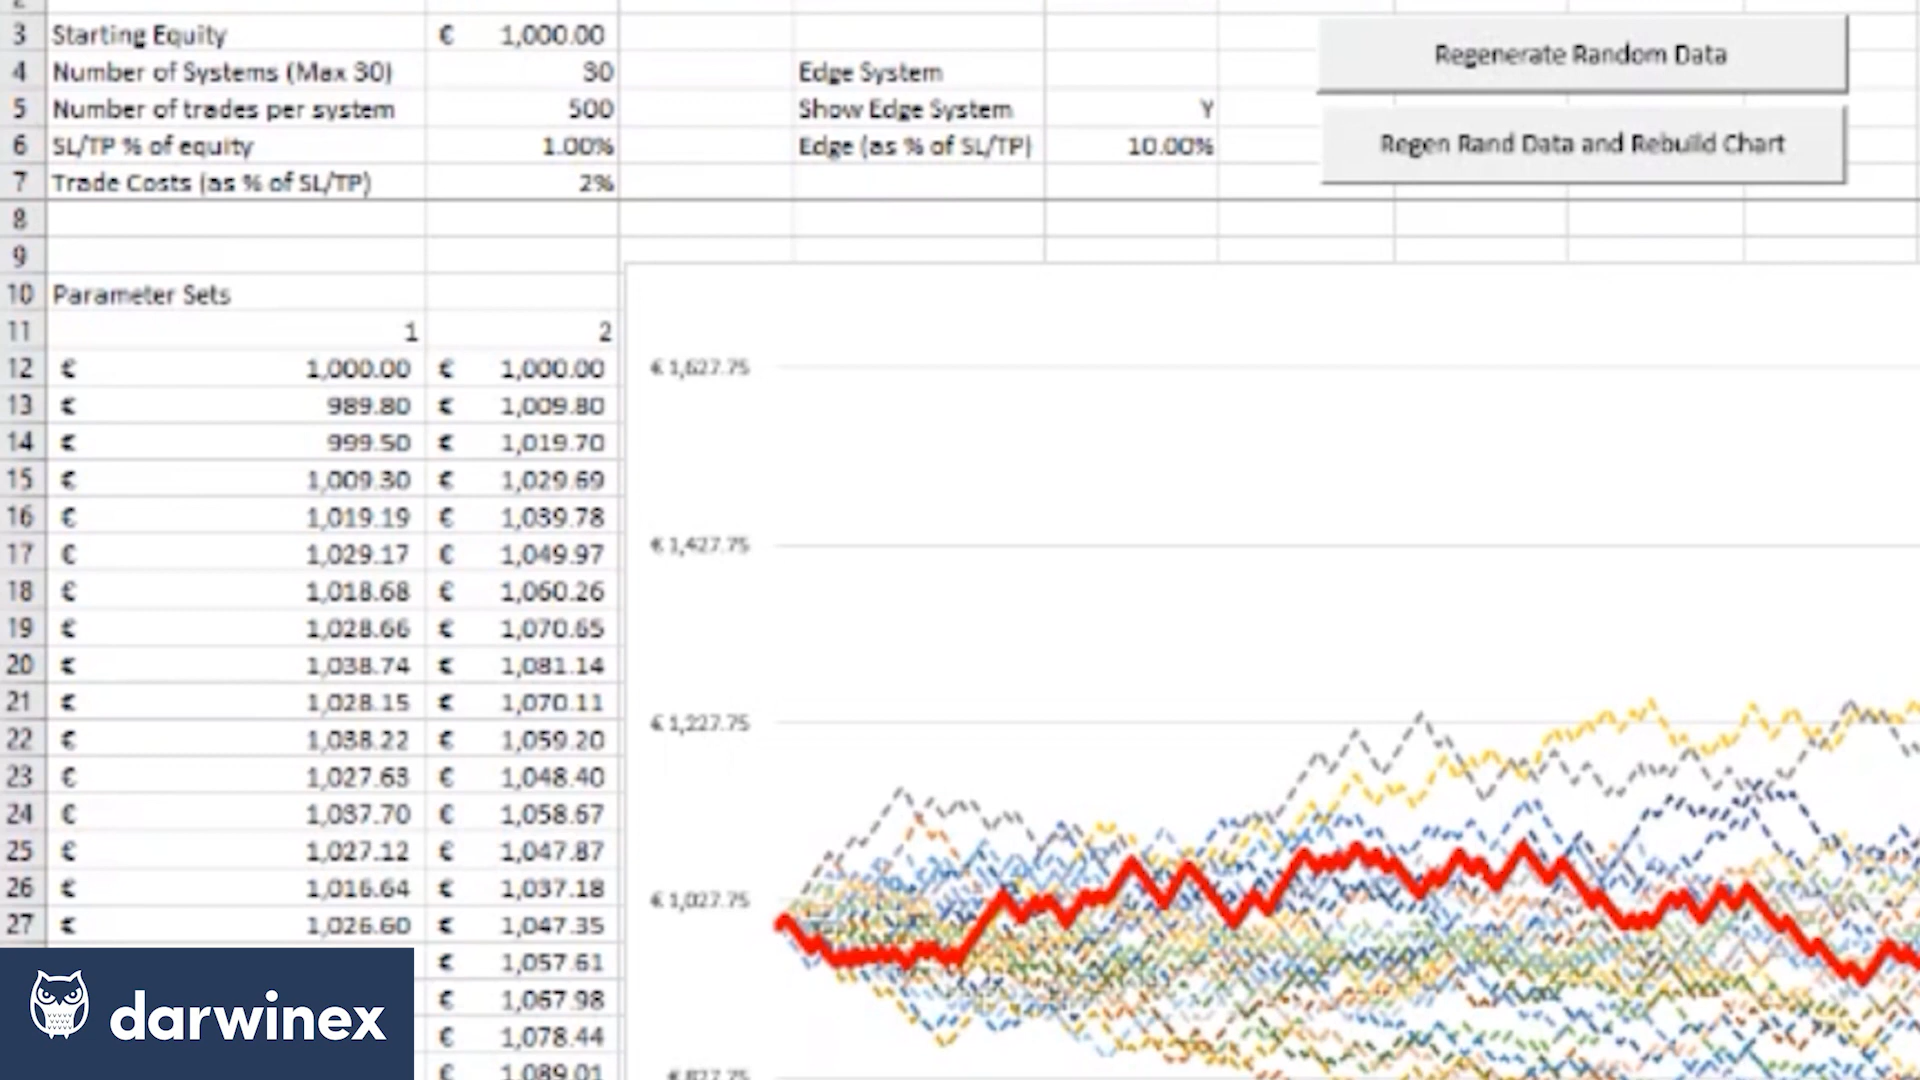 3 Starting Equity € 1,000.00
4 Number of Systems (Max 30) 30 Edge System
5 Number of trades per system 500 Show Edge System Y
6 SL/TP % of equity 1.00% Edge (as % of SL/TP) 10.00%
7 Trade Costs (as % of SL/TP) 2%
Regenerate Random Data
Regen Rand Data and Rebuild Chart
8
9
10 Parameter Sets
11 1 2
12 € 1,000.00 € 1,000.00
13 € 989.80 € 1,009.80
14 € 999.50 € 1,019.70
15 € 1,009.30 € 1,029.69
16 € 1,019.19 € 1,039.78
17 € 1,029.17 € 1,049.97
18 € 1,018.68 € 1,060.26
19 € 1,028.66 € 1,070.65
20 € 1,038.74 € 1,081.14
21 € 1,028.15 € 1,070.11
22 € 1,038.22 € 1,059.20
23 € 1,027.63 € 1,048.40
24 € 1,037.70 € 1,058.67
25 € 1,027.12 € 1,047.87
26 € 1,016.64 € 1,037.18
27 € 1,026.60 € 1,047.35
€ 1,057.61
€ 1,067.98
€ 1,078.44
€ 1,089.01
€ 1,627.75
€ 1,427.75
€ 1,227.75
€ 1,027.75
€ 827.75
darwinex